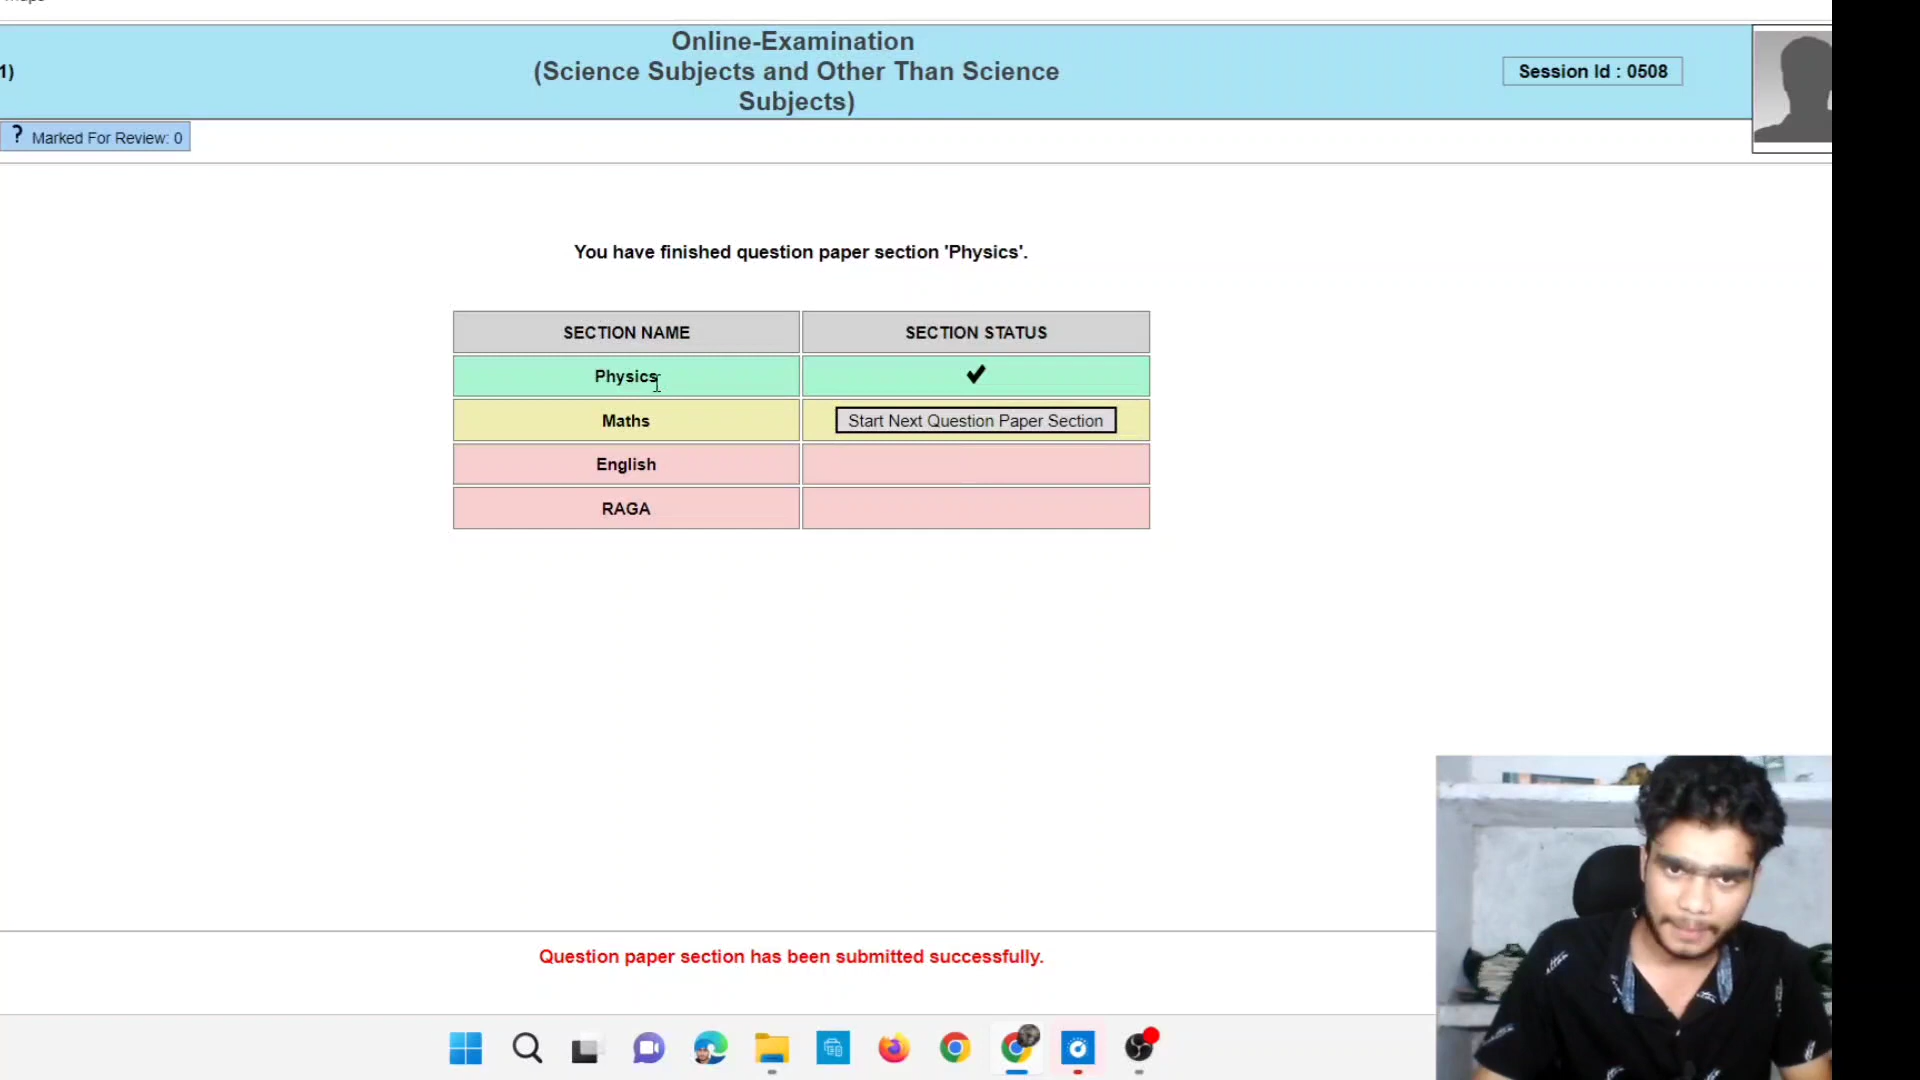 Online-Examination
(Science Subjects and Other Than Science
Subjects)
1)
Session Id : 0508
? Marked For Review: 0
You have finished question paper section 'Physics'.
SECTION NAME SECTION STATUS
Physics ✔
Maths Start Next Question Paper Section
English
RAGA
Question paper section has been submitted successfully.